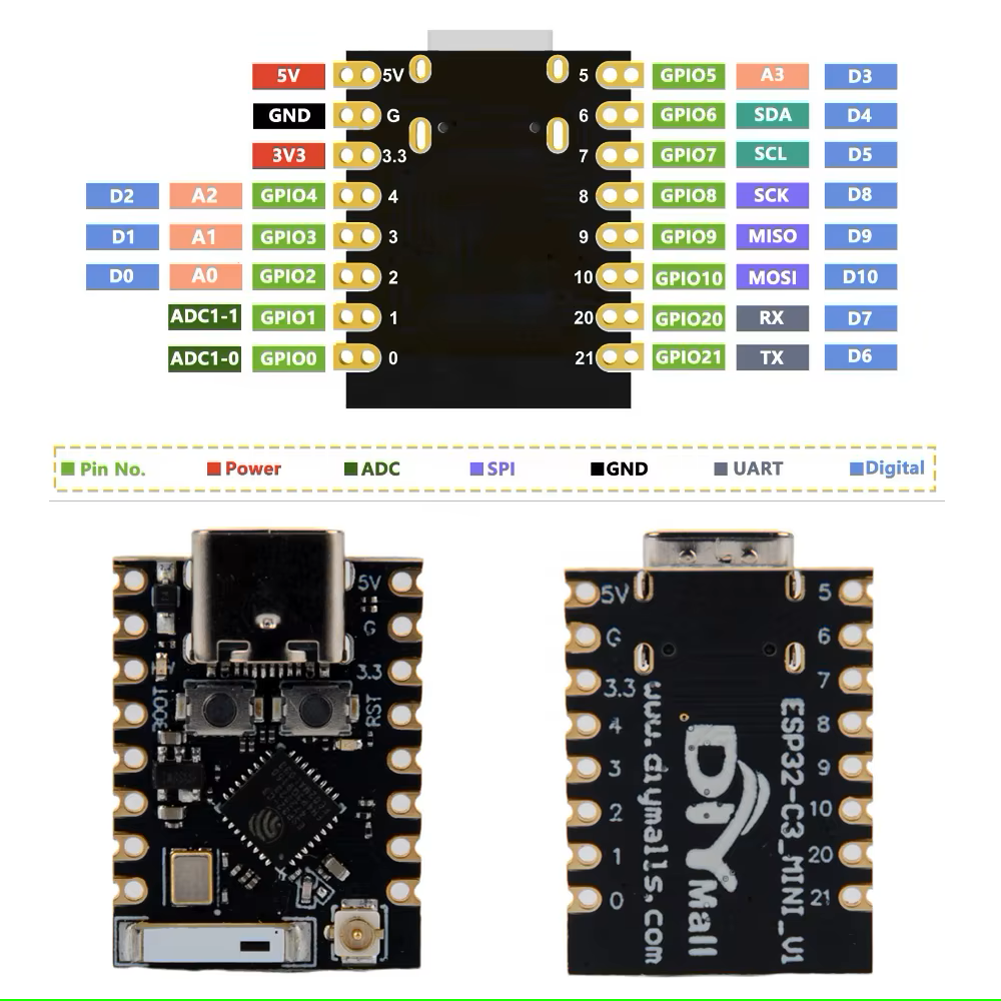 5V 5V 5 GPIO5 A3 D3
GND G 6 GPIO6 SDA D4
3V3 3.3 7 GPIO7 SCL D5
D2 A2 GPIO4 4 8 GPIO8 SCK D8
D1 A1 GPIO3 3 9 GPIO9 MISO D9
D0 A0 GPIO2 2 10 GPIO10 MOSI D10
ADC1-1 GPIO1 1 20 GPIO20 RX D7
ADC1-0 GPIO0 0 21 GPIO21 TX D6
Pin No. Power ADC SPI GND UART Digital
5V
G
3.3
BOOT
RST
5V 5
G 6
3.3 7
4 8
3 9
2 10
1 20
0 21
www.diymalls.com
DIY Mall
ESP32-C3_MINI_V1